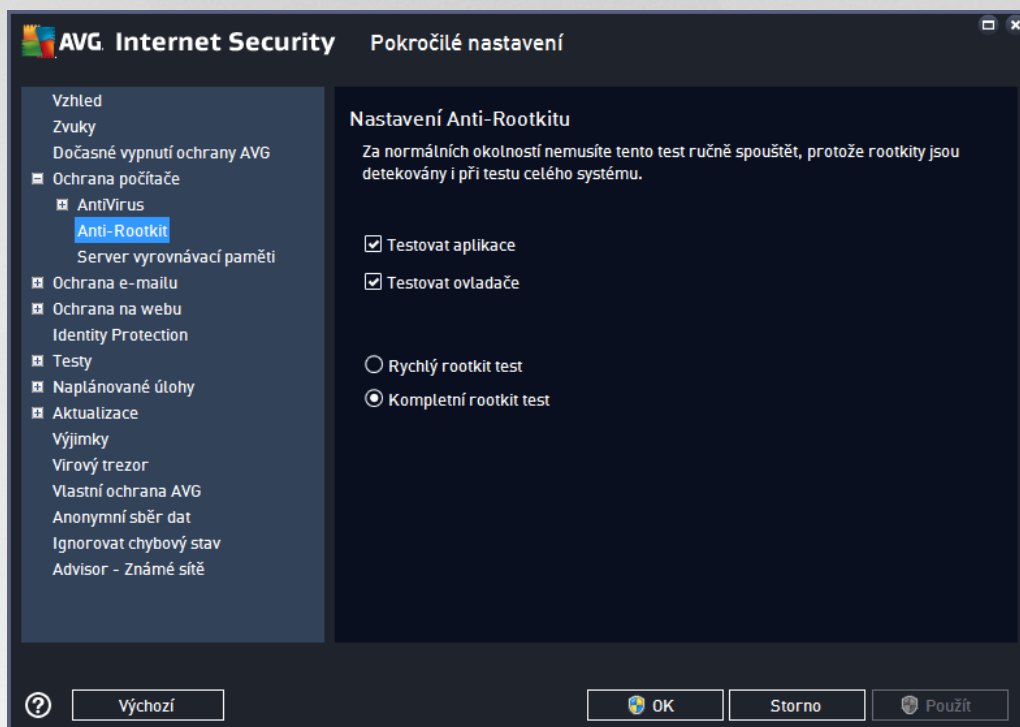 AVG. Internet Security Pokročilé nastavení
Vzhled
Zvuky
Dočasné vypnutí ochrany AVG
Ochrana počítače
AntiVirus
Anti-Rootkit
Server vyrovnávací paměti
Ochrana e-mailu
Ochrana na webu
Identity Protection
Testy
Naplánované úlohy
Aktualizace
Výjimky
Virový trezor
Vlastní ochrana AVG
Anonymní sběr dat
Ignorovat chybový stav
Advisor - Známé sítě
Nastavení Anti-Rootkitu
Za normálních okolností nemusíte tento test ručně spouštět, protože rootkity jsou
detekovány i při testu celého systému.
Testovat aplikace
Testovat ovladače
Rychlý rootkit test
Kompletní rootkit test
? Výchozí OK Storno Použít